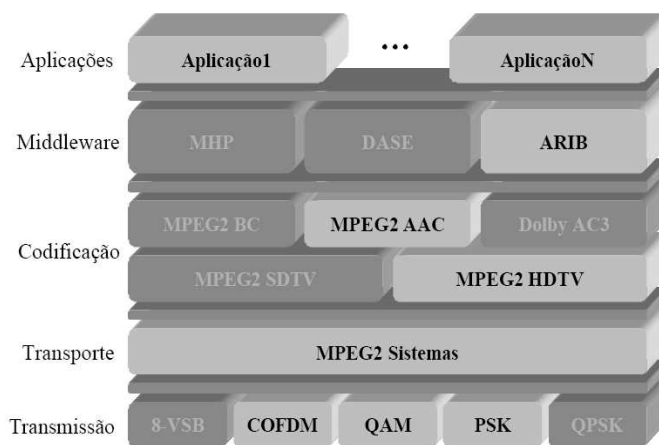 Aplicações
Aplicação1
...
AplicaçãoN
Middleware
MHP
DASE
ARIB
Codificação
MPEG2 BC
MPEG2 AAC
Dolby AC3
MPEG2 SDTV
MPEG2 HDTV
Transporte
MPEG2 Sistemas
Transmissão
8-VSB
COFDM
QAM
PSK
QPSK